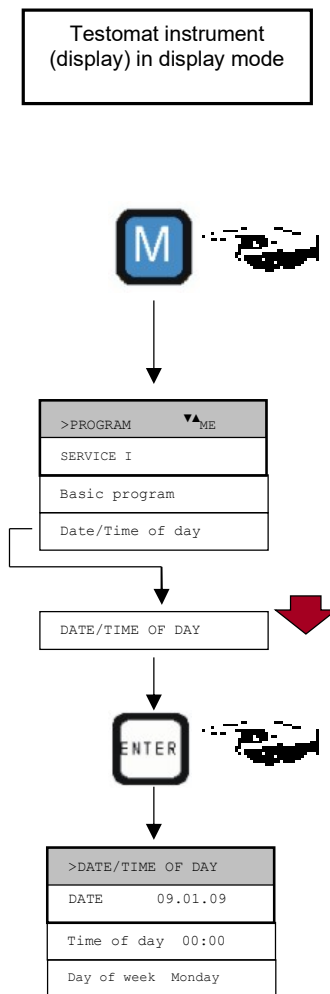 Testomat instrument
(display) in display mode
M
>PROGRAM ▼▲ME
SERVICE I
Basic program
Date/Time of day
DATE/TIME OF DAY
ENTER
>DATE/TIME OF DAY
DATE 09.01.09
Time of day 00:00
Day of week Monday